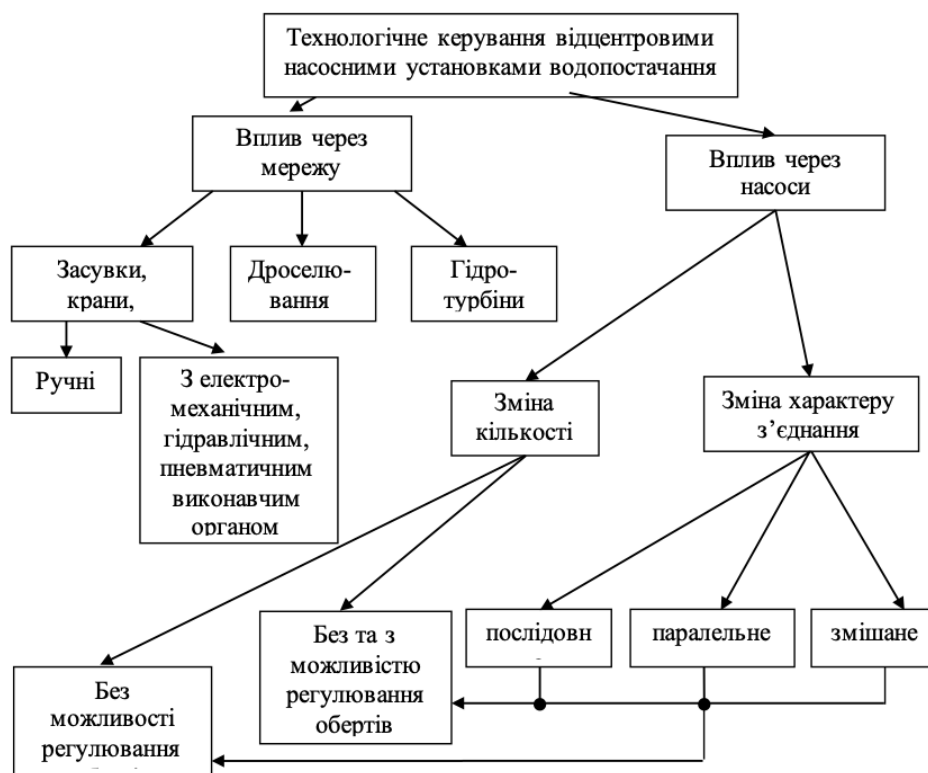 Технологічне керування відцентровими
насосними установками водопостачання
Вплив через
мережу
Вплив через
насоси
Засувки,
крани,
Дроселю-
вання
Гідро-
турбіни
Ручні
З електро-
механічним,
гідравлічним,
пневматичним
виконавчим
органом
Зміна
кількості
Зміна характеру
з’єднання
Без та з
можливістю
регулювання
обертів
послідовн
паралельне
змішане
Без
можливості
регулювання